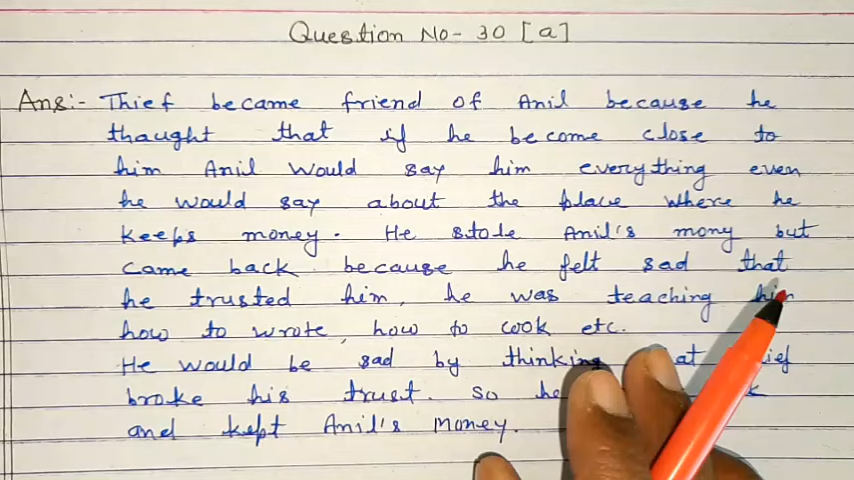 Question No- 30 [a]
Ans:- Thief became friend of Anil because he
thaught that if he become close to
him Anil would say him everything even
he would say about the place where he
keeps money. He stole Anil's mony but
came back because he felt sad that
he trusted him, he was teaching him
how to wrote, how to cook etc.
He would be sad by thinking
broke his trust. so he
and kept Anil's money.